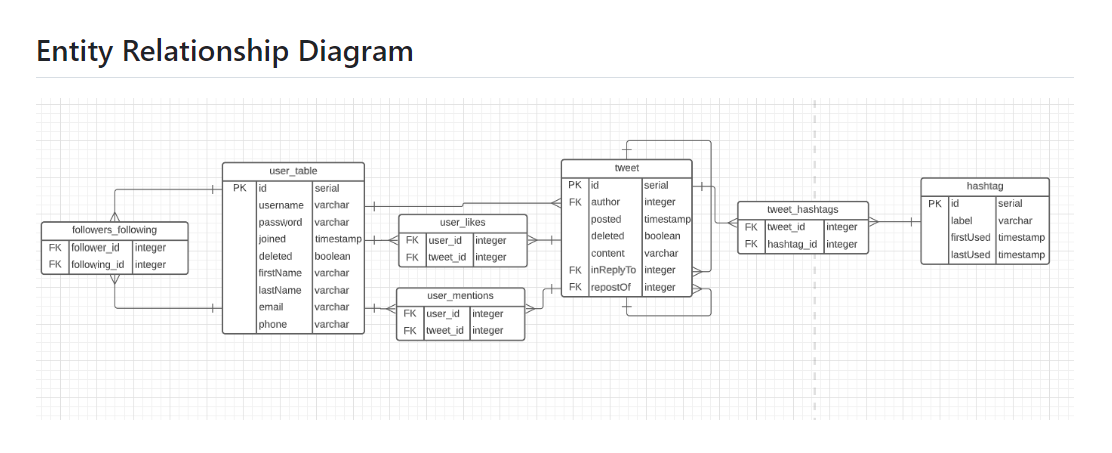 Entity Relationship Diagram
followers_following
FK follower_id integer
FK following_id integer
user_table
PK id serial
username varchar
password varchar
joined timestamp
deleted boolean
firstName varchar
lastName varchar
email varchar
phone varchar
user_likes
FK user_id integer
FK tweet_id integer
user_mentions
FK user_id integer
FK tweet_id integer
tweet
PK id serial
FK author integer
posted timestamp
deleted boolean
content varchar
FK inReplyTo integer
FK repostOf integer
tweet_hashtags
FK tweet_id integer
FK hashtag_id integer
hashtag
PK id serial
label varchar
firstUsed timestamp
lastUsed timestamp